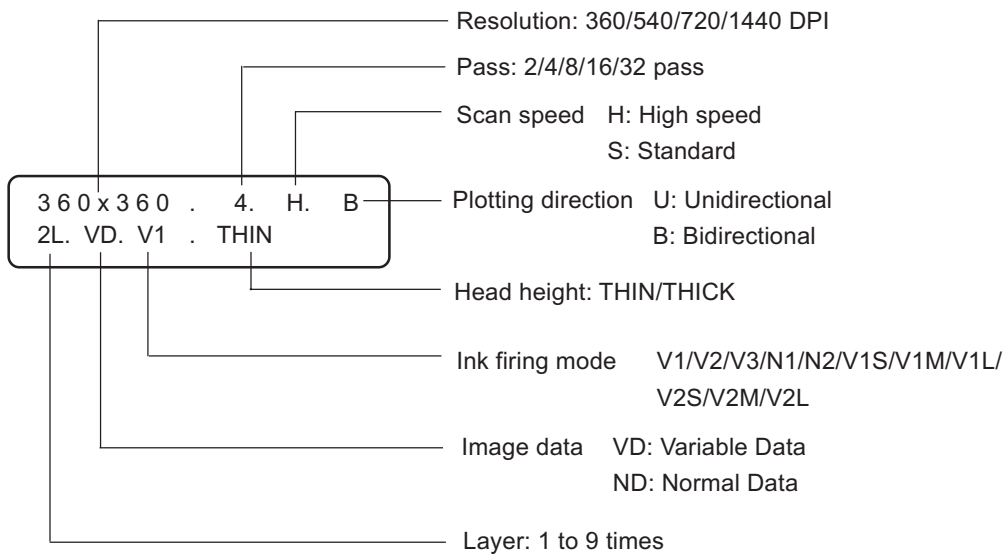 Resolution: 360/540/720/1440 DPI
Pass: 2/4/8/16/32 pass
Scan speed H: High speed
S: Standard
360x360 . 4. H. B
2L. VD. V1 . THIN
Plotting direction U: Unidirectional
B: Bidirectional
Head height: THIN/THICK
Ink firing mode V1/V2/V3/N1/N2/V1S/V1M/V1L/
V2S/V2M/V2L
Image data VD: Variable Data
ND: Normal Data
Layer: 1 to 9 times